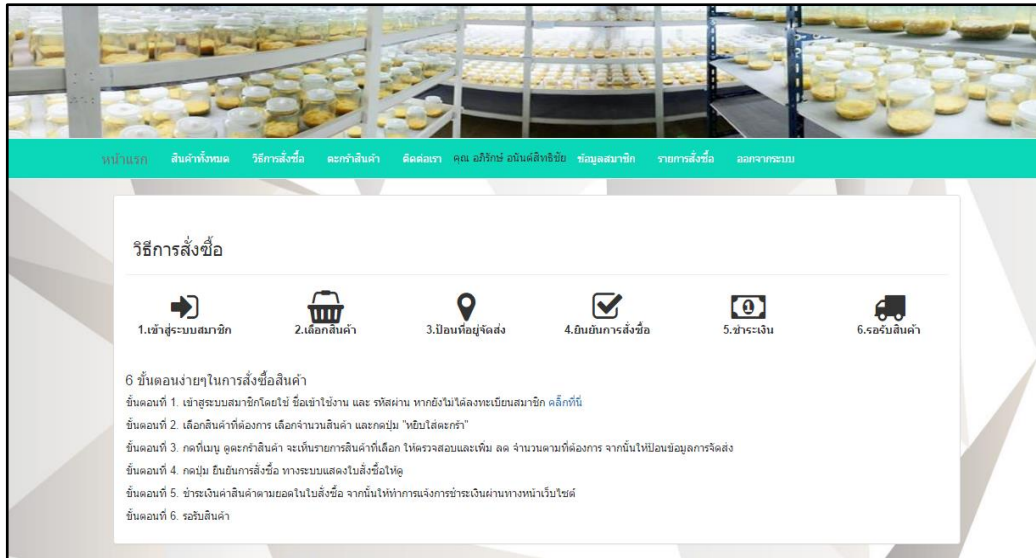 หน้าแรก สินค้าทั้งหมด วิธีการสั่งซื้อ ตะกร้าสินค้า ติดต่อเรา คุณ อภิรักษ์ อนันต์สิทธิชัย ข้อมูลสมาชิก รายการสั่งซื้อ ออกจากระบบ
วิธีการสั่งซื้อ
1.เข้าสู่ระบบสมาชิก 2.เลือกสินค้า 3.ป้อนที่อยู่จัดส่ง 4.ยืนยันการสั่งซื้อ 5.ชำระเงิน 6.รอรับสินค้า
6 ขั้นตอนง่ายๆในการสั่งซื้อสินค้า
ขั้นตอนที่ 1. เข้าสู่ระบบสมาชิกโดยใช้ ชื่อเข้าใช้งาน และ รหัสผ่าน หากยังไม่ได้ลงทะเบียนสมาชิก คลิ๊กที่นี่
ขั้นตอนที่ 2. เลือกสินค้าที่ต้องการ เลือกจำนวนสินค้า และกดปุ่ม "หยิบใส่ตะกร้า"
ขั้นตอนที่ 3. กดที่เมนู ดูตะกร้าสินค้า จะเห็นรายการสินค้าที่เลือก ให้ตรวจสอบและเพิ่ม ลด จำนวนตามที่ต้องการ จากนั้นให้ป้อนข้อมูลการจัดส่ง
ขั้นตอนที่ 4. กดปุ่ม ยืนยันการสั่งซื้อ ทางระบบแสดงใบสั่งซื้อให้ดู
ขั้นตอนที่ 5. ชำระเงินค่าสินค้าตามยอดในใบสั่งซื้อ จากนั้นให้ทำการแจ้งการชำระเงินผ่านทางหน้าเว็บไซต์
ขั้นตอนที่ 6. รอรับสินค้า